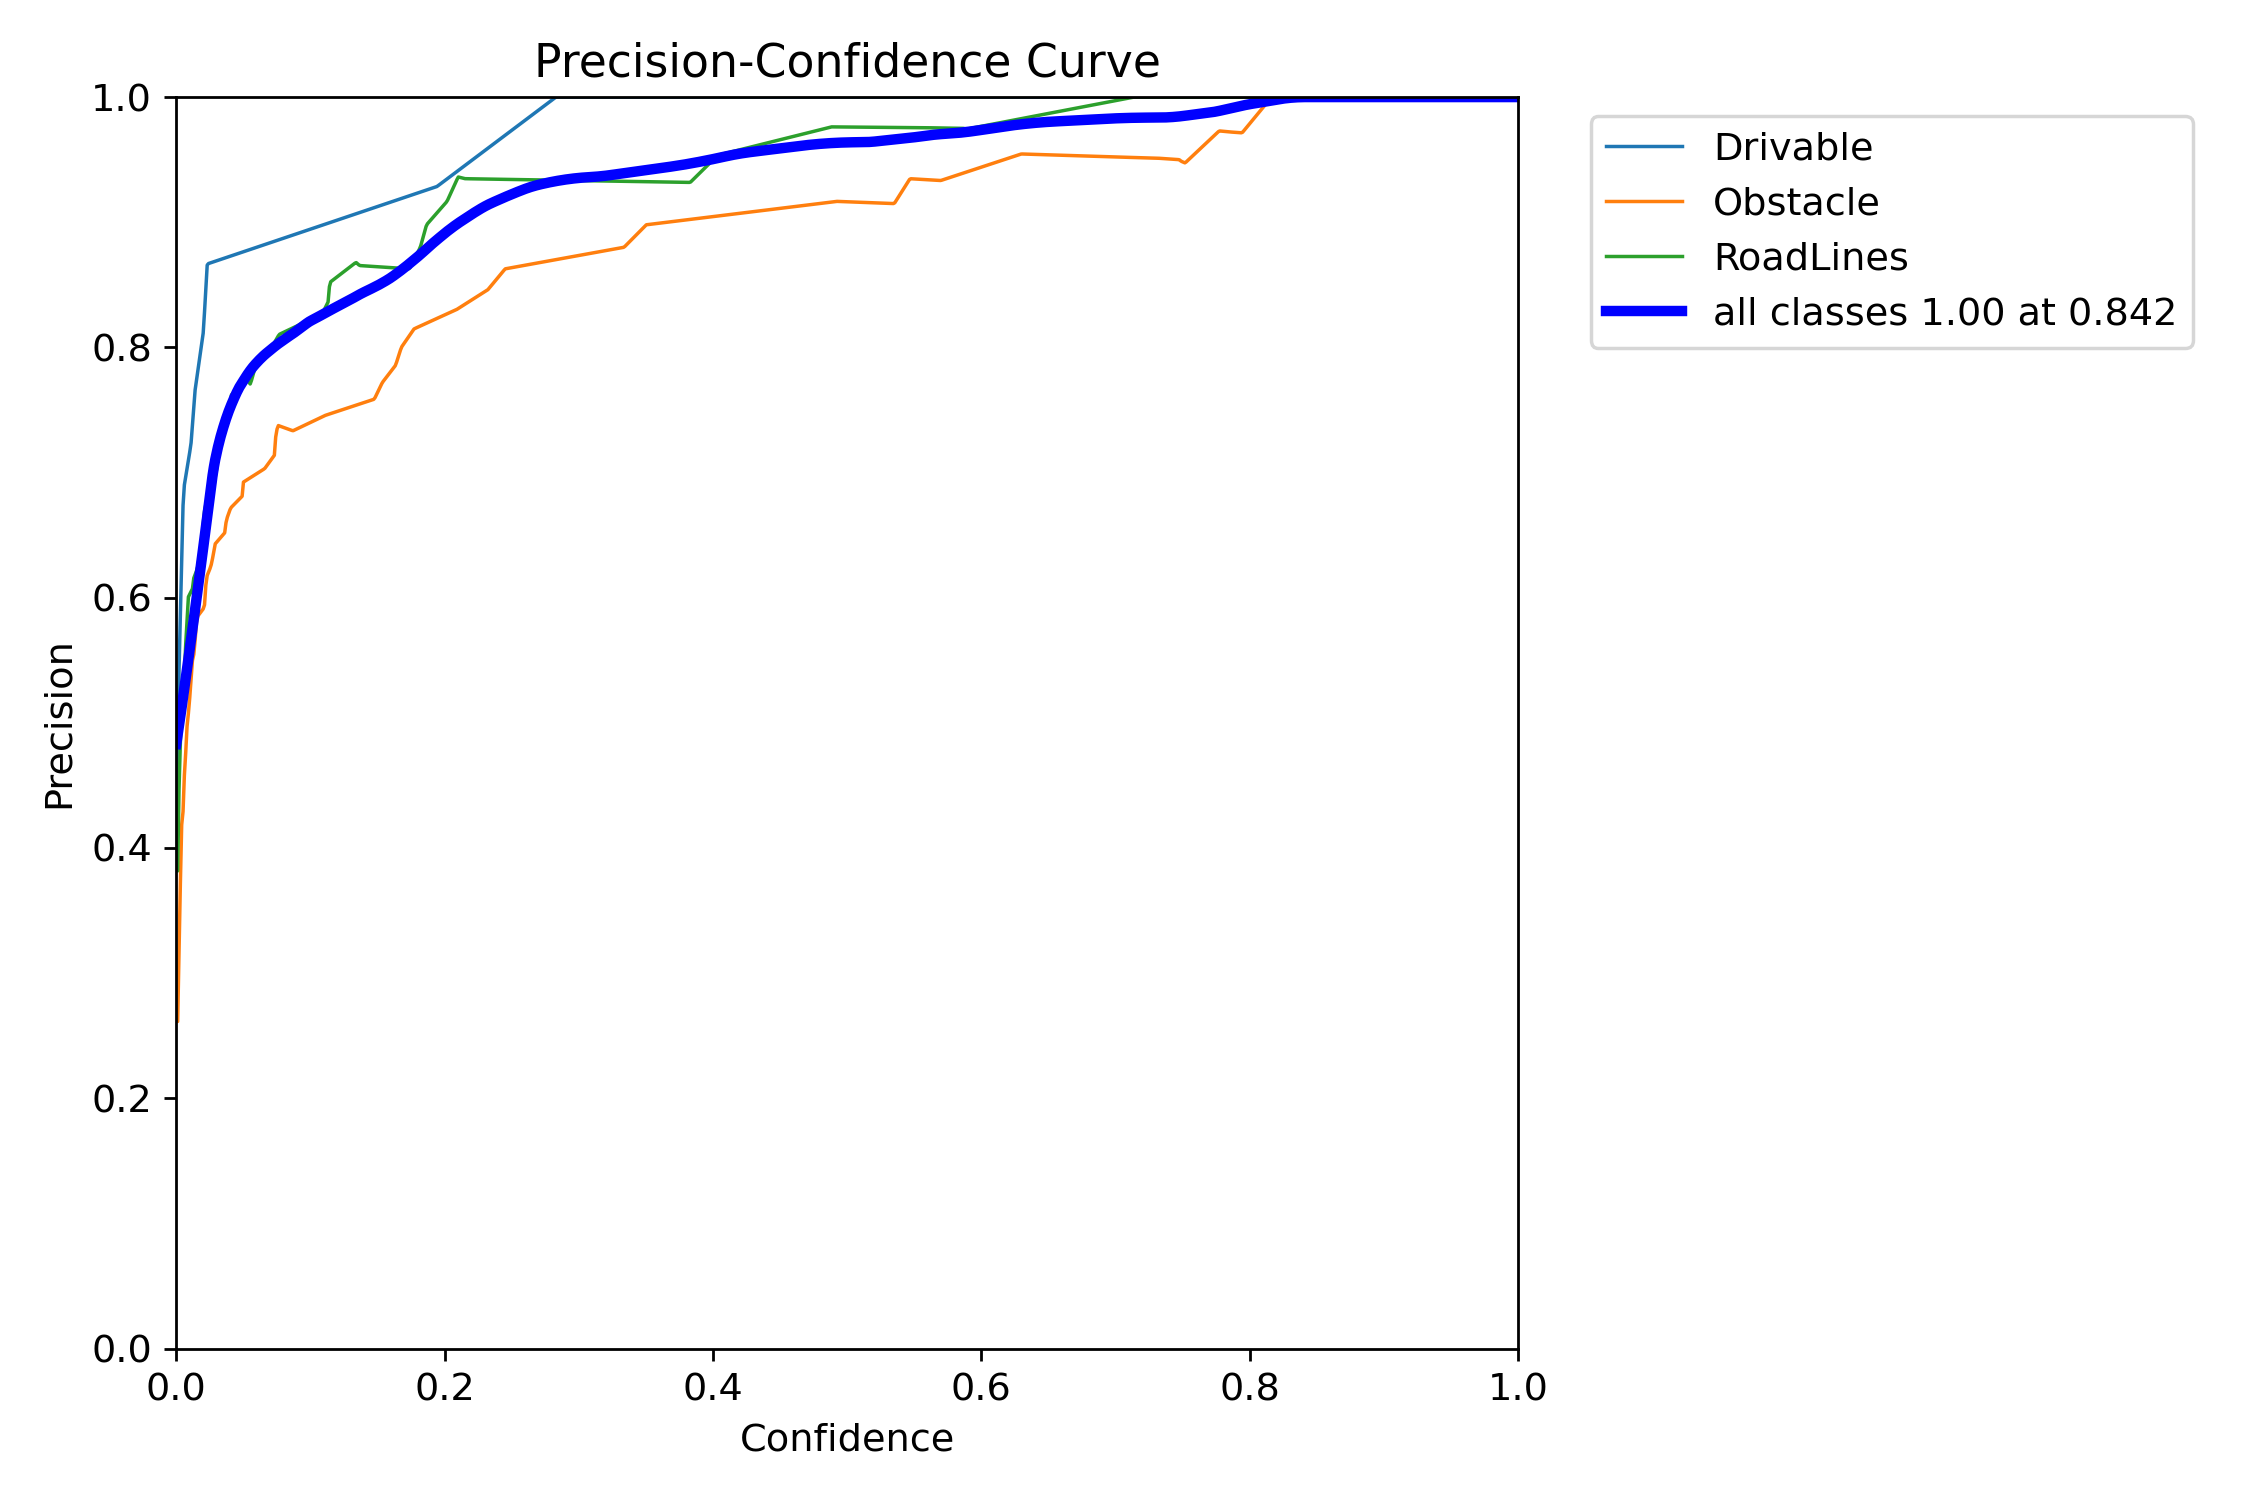 Precision-Confidence Curve
1.0
0.8
0.6
0.4
0.2
0.0
Precision
0.0 0.2 0.4 0.6 0.8 1.0
Confidence
Drivable
Obstacle
RoadLines
all classes 1.00 at 0.842